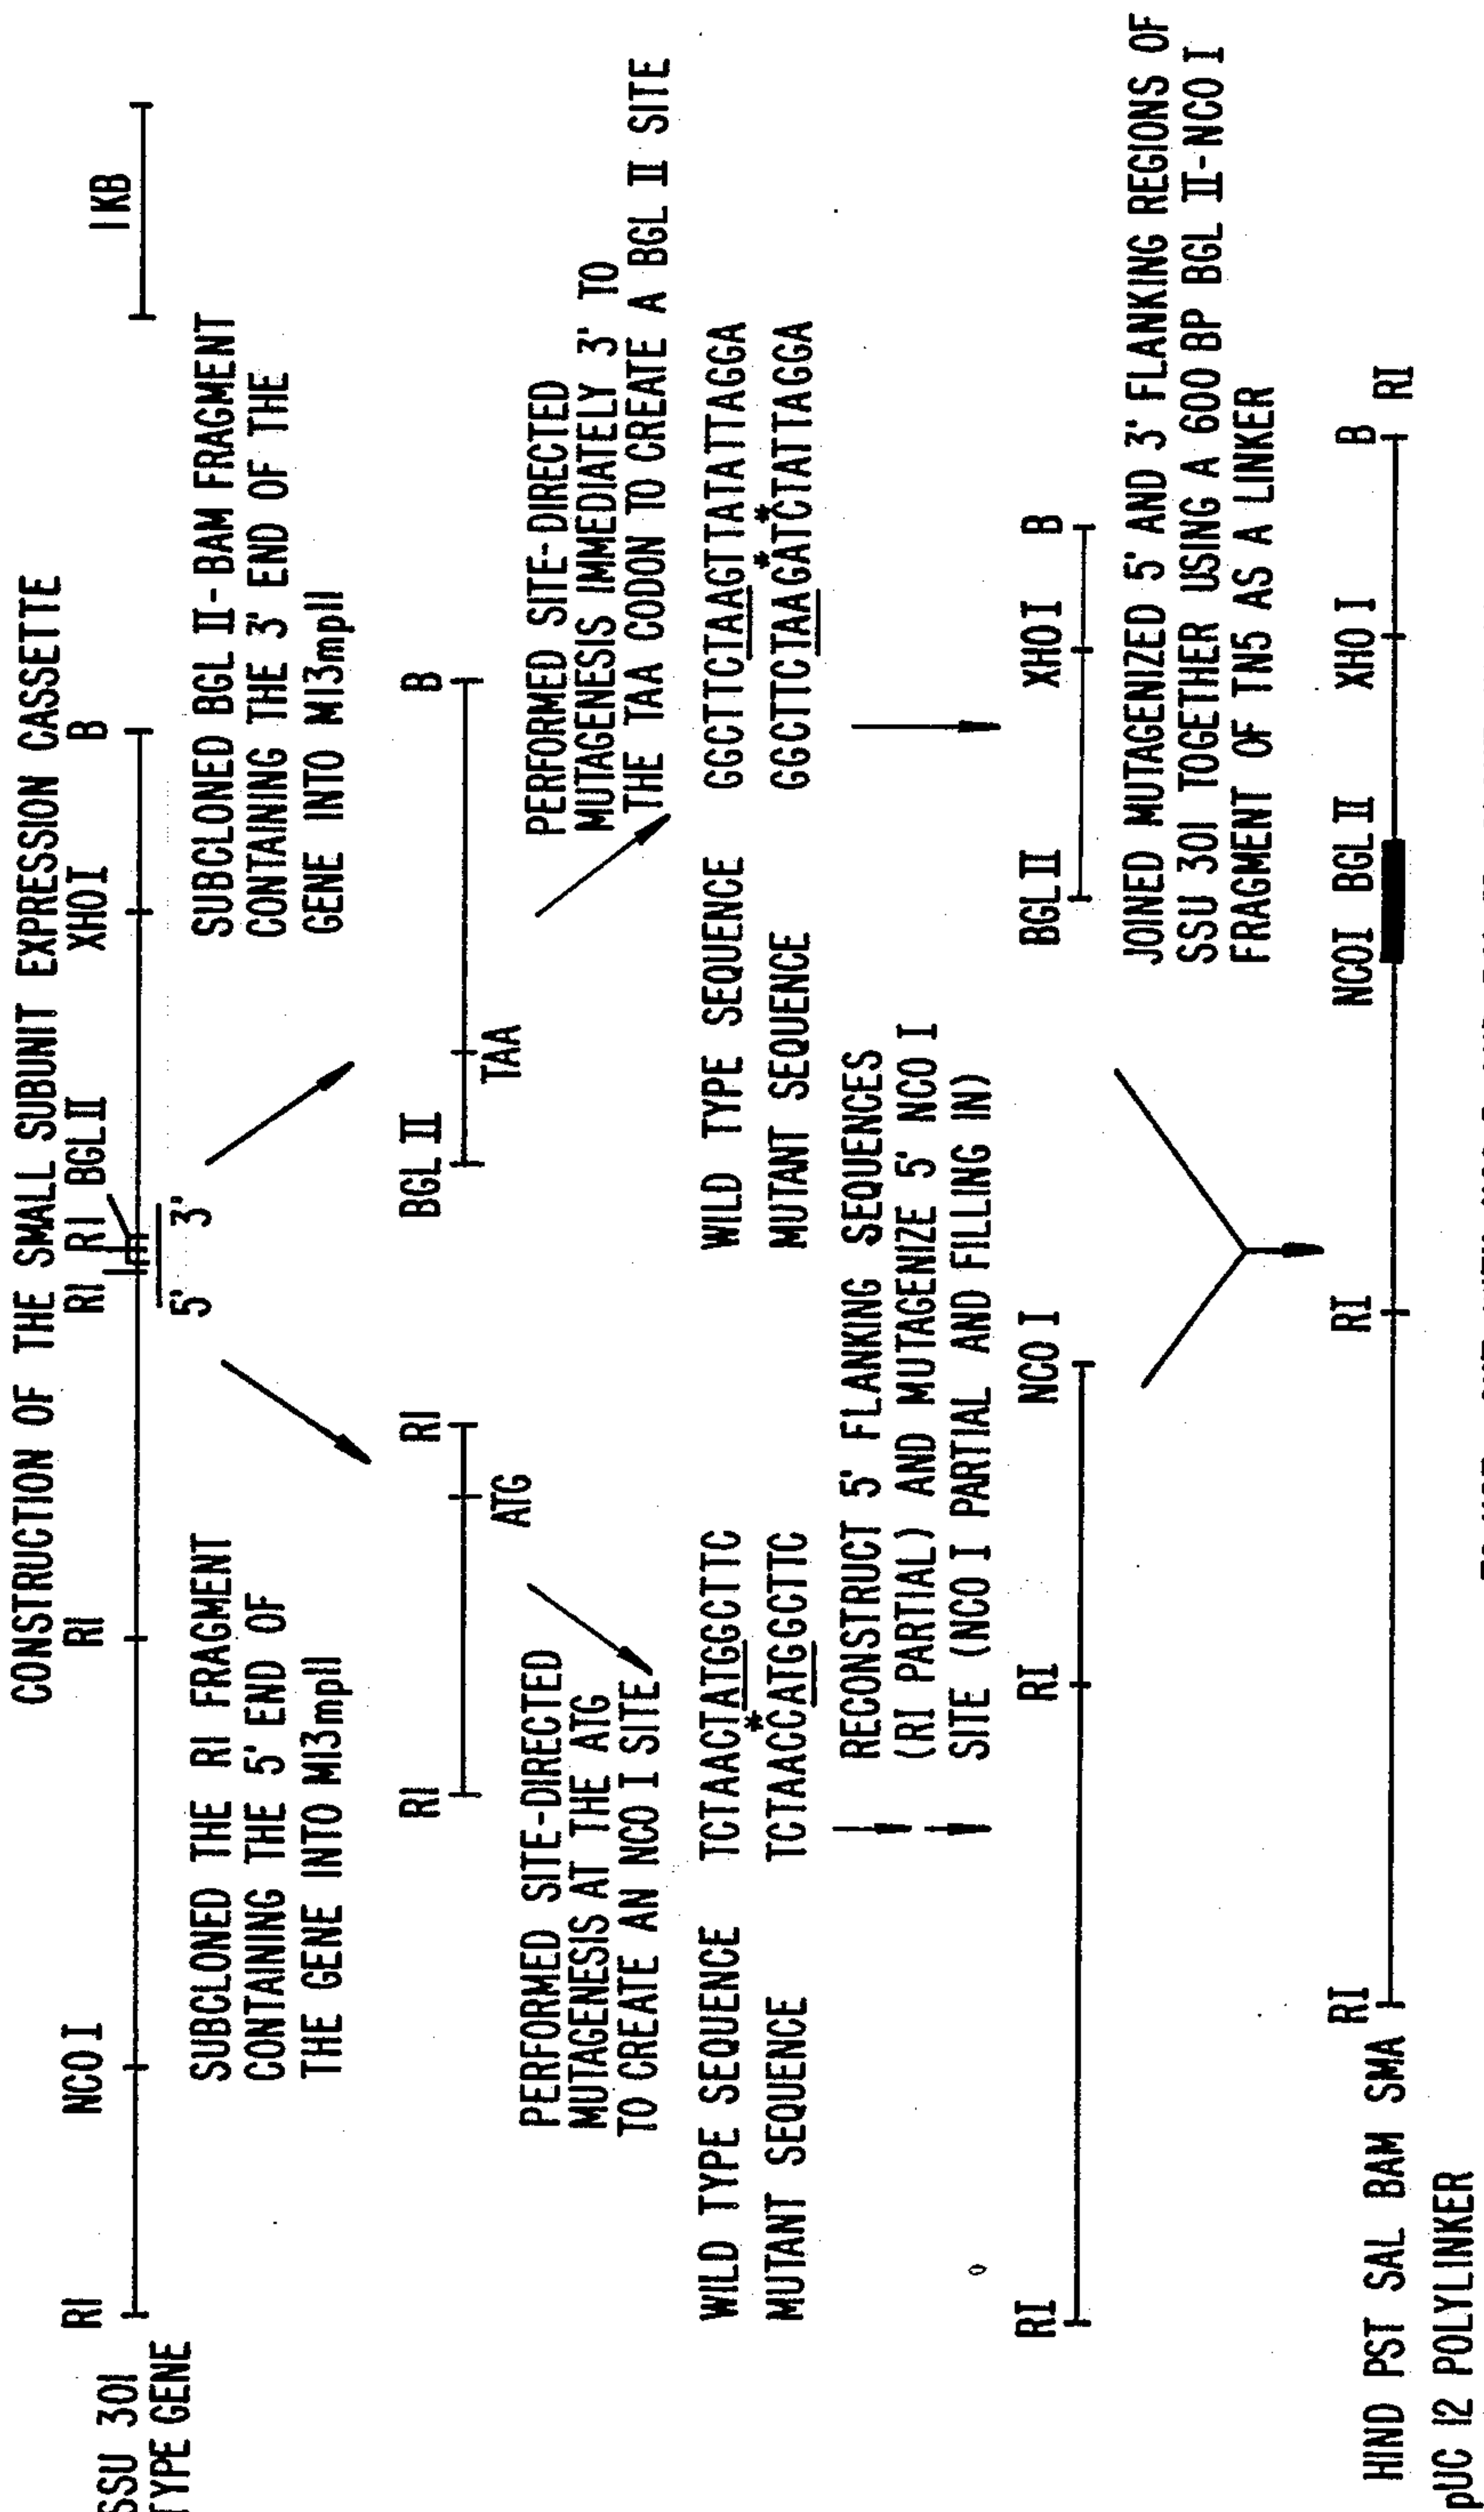 CONSTRUCTION OF THE SMALL SUBUNIT EXPRESSION CASSETTE
SSU 301
TYPE GENE
RI NCO I RI RI RI BGL II XHO I B
1 KB
5' 3'
SUBCLONED THE RI FRAGMENT
CONTAINING THE 5' END OF
THE GENE INTO M13mp11
SUBCLONED BGL II-BAM FRAGMENT
CONTAINING THE 3' END OF THE
GENE INTO M13mp11
RI RI
ATG
BGL II B
TAA
PERFORMED SITE-DIRECTED
MUTAGENESIS AT THE ATG
TO CREATE AN NCO I SITE
PERFORMED SITE-DIRECTED
MUTAGENESIS IMMEDIATELY 3' TO
THE TAA CODON TO CREATE A BGL II SITE
WILD TYPE SEQUENCE TCTAACTATGGCTTC
*
MUTANT SEQUENCE TCTAACCATGGCTTC
WILD TYPE SEQUENCE GGCTTCTAAGTTATATTAGGA
* *
MUTANT SEQUENCE GGCTTCTAAGATCTATTAGGA
RECONSTRUCT 5' FLANKING SEQUENCES
(RI PARTIAL) AND MUTAGENIZE 5' NCO I
SITE (NCO I PARTIAL AND FILLING IN)
RI RI NCO I
BGL II XHO I B
JOINED MUTAGENIZED 5' AND 3' FLANKING REGIONS OF
SSU 301 TOGETHER USING A 600 BP BGL II-NCO I
FRAGMENT OF TN5 AS A LINKER
RI RI NCOI BGL II XHO I B
HIND PST SAL BAM SMA RI
pUC 12 POLYLINKER